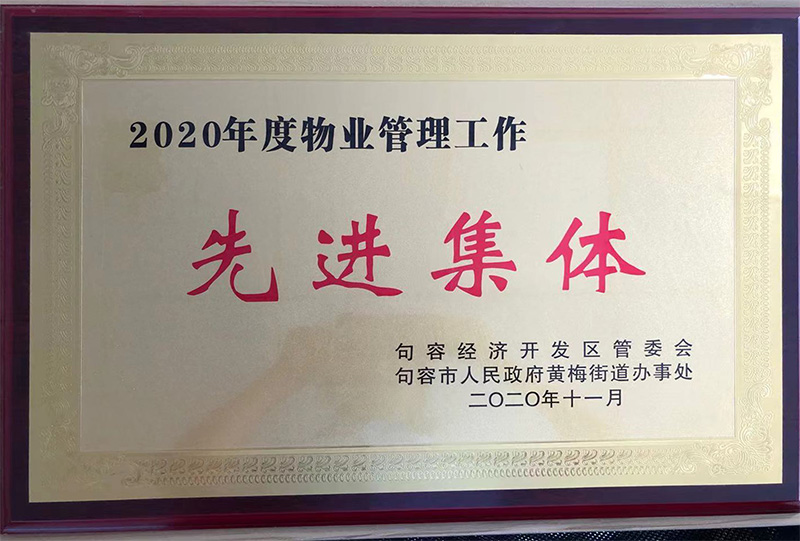 2020年度物业管理工作
先进集体
句容经济开发区管委会
句容市人民政府黄梅街道办事处
二〇二〇年十一月